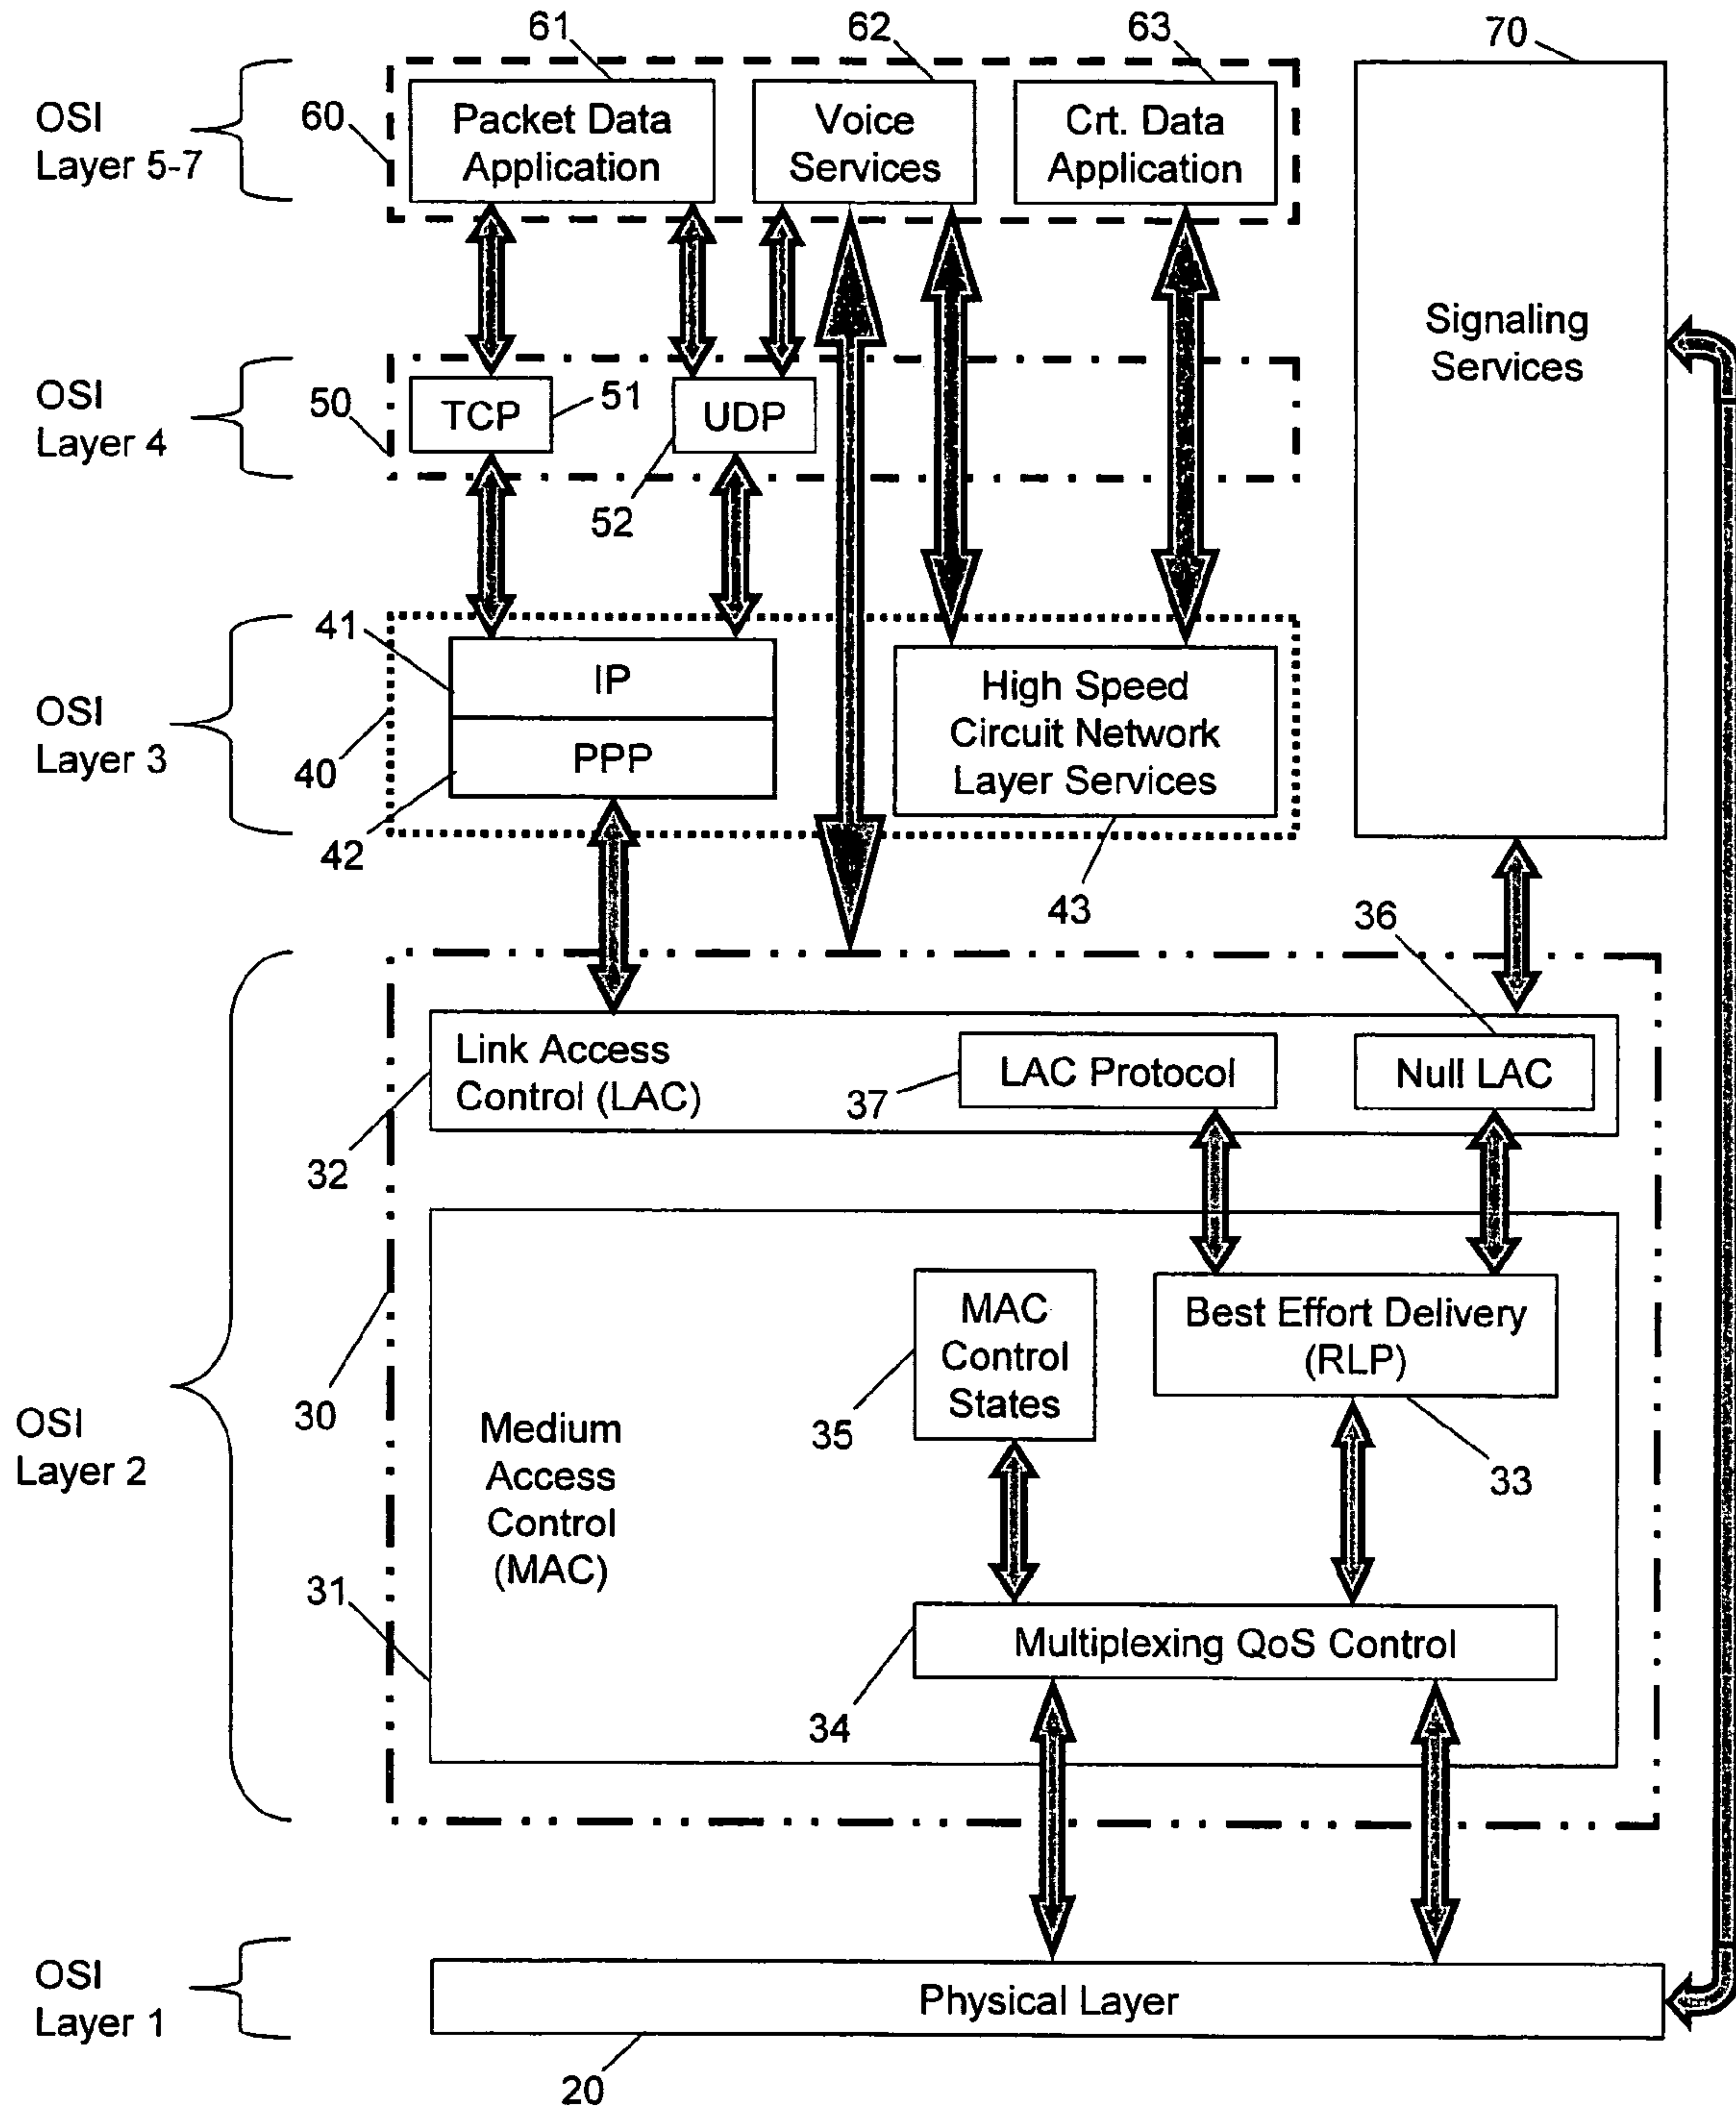 61
62
63
70
OSI
Layer 5-7
60
Packet Data
Application
Voice
Services
Crt. Data
Application
Signaling
Services
OSI
Layer 4
50
TCP
51
UDP
52
OSI
Layer 3
41
40
42
IP
PPP
High Speed
Circuit Network
Layer Services
43
36
OSI
Layer 2
Link Access
Control (LAC)
37
LAC Protocol
Null LAC
32
30
Medium
Access
Control
(MAC)
31
MAC
Control
States
35
Best Effort Delivery
(RLP)
33
Multiplexing QoS Control
34
OSI
Layer 1
Physical Layer
20